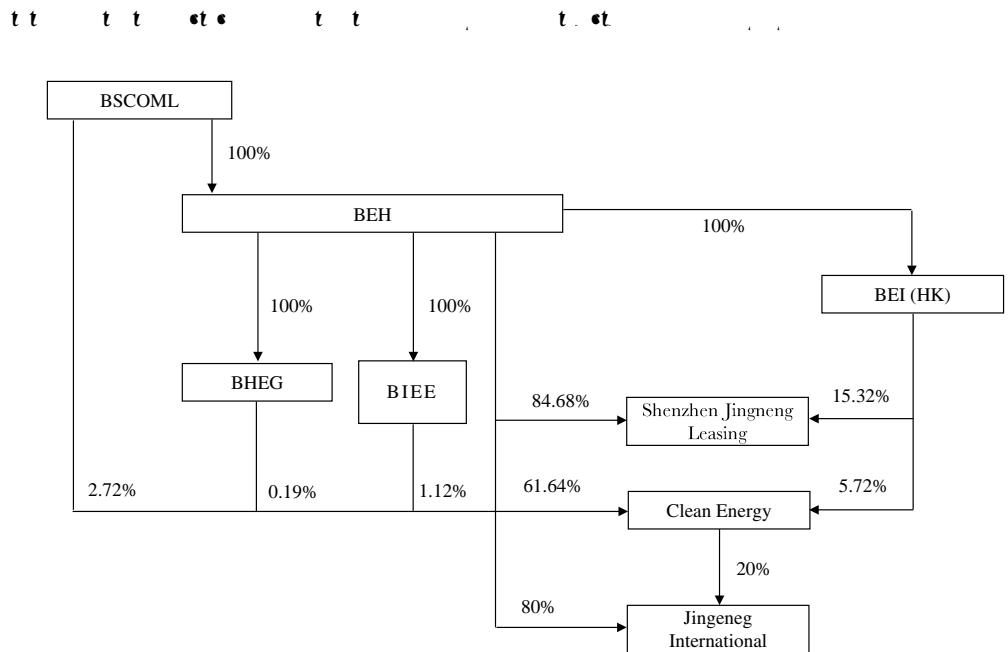 BSCOML
100%
BEH
100%
100%
100%
BEI (HK)
BHEG
BIEE
84.68%
Shenzhen Jingneng
Leasing
15.32%
2.72%
0.19%
1.12%
61.64%
Clean Energy
5.72%
20%
80%
Jingeneg
International